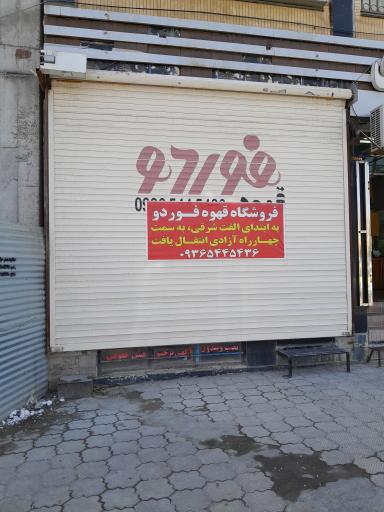 فوردو
فروشگاه قهوه فوردو
به ابتدای الفت شرقی، به سمت
چهارراه آزادی انتقال یافت
۰۹۳۶۵۴۴۵۴۳۶